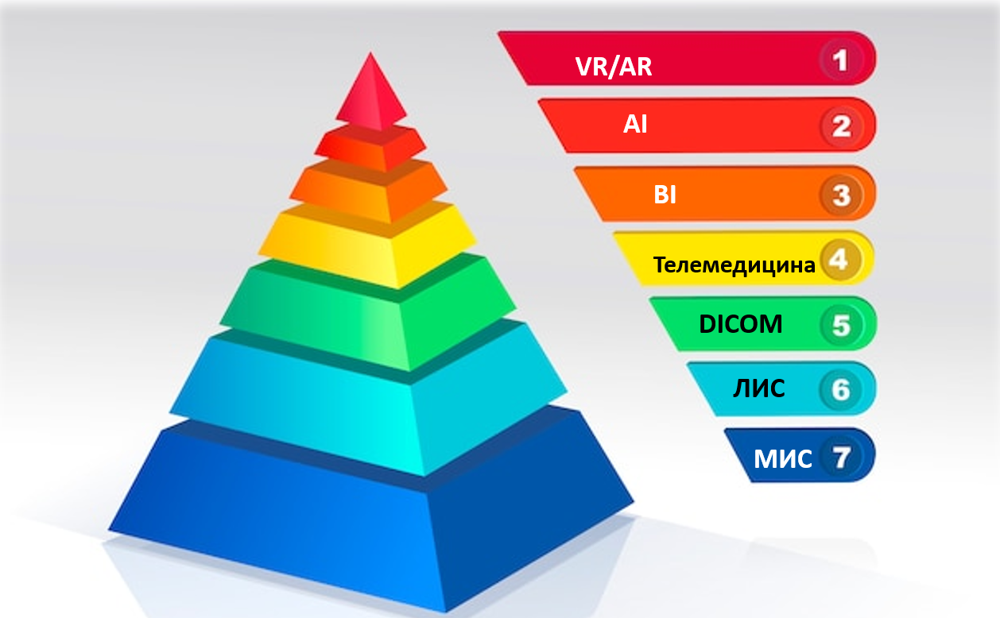 VR/AR 1
AI 2
BI 3
Телемедицина 4
DICOM 5
ЛИС 6
МИС 7